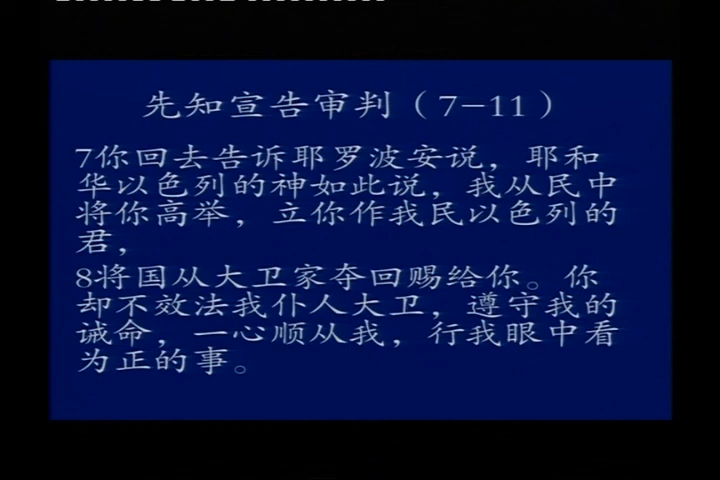 先知宣告审判（7-11）
7你回去告诉耶罗波安说，耶和
华以色列的神如此说，我从民中
将你高举，立你作我民以色列的
君，
8将国从大卫家夺回赐给你。你
却不效法我仆人大卫，遵守我的
诫命，一心顺从我，行我眼中看
为正的事。